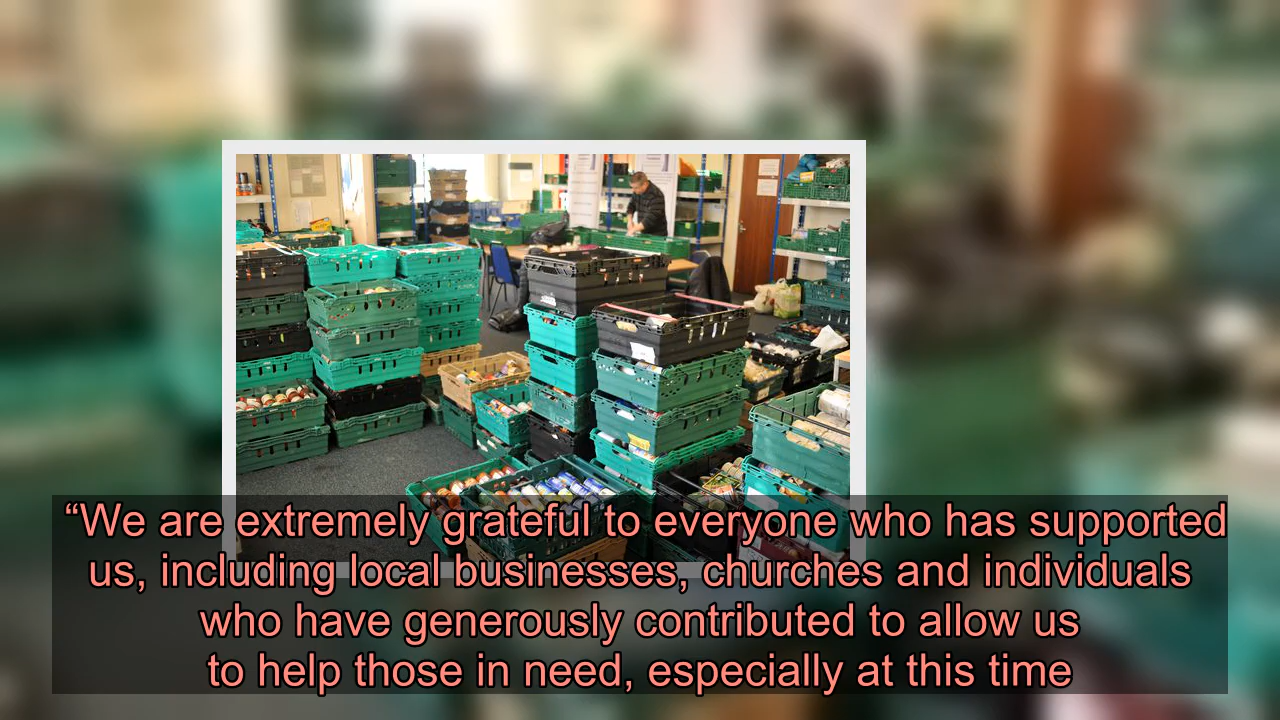 “We are extremely grateful to everyone who has supported
us, including local businesses, churches and individuals
who have generously contributed to allow us
to help those in need, especially at this time